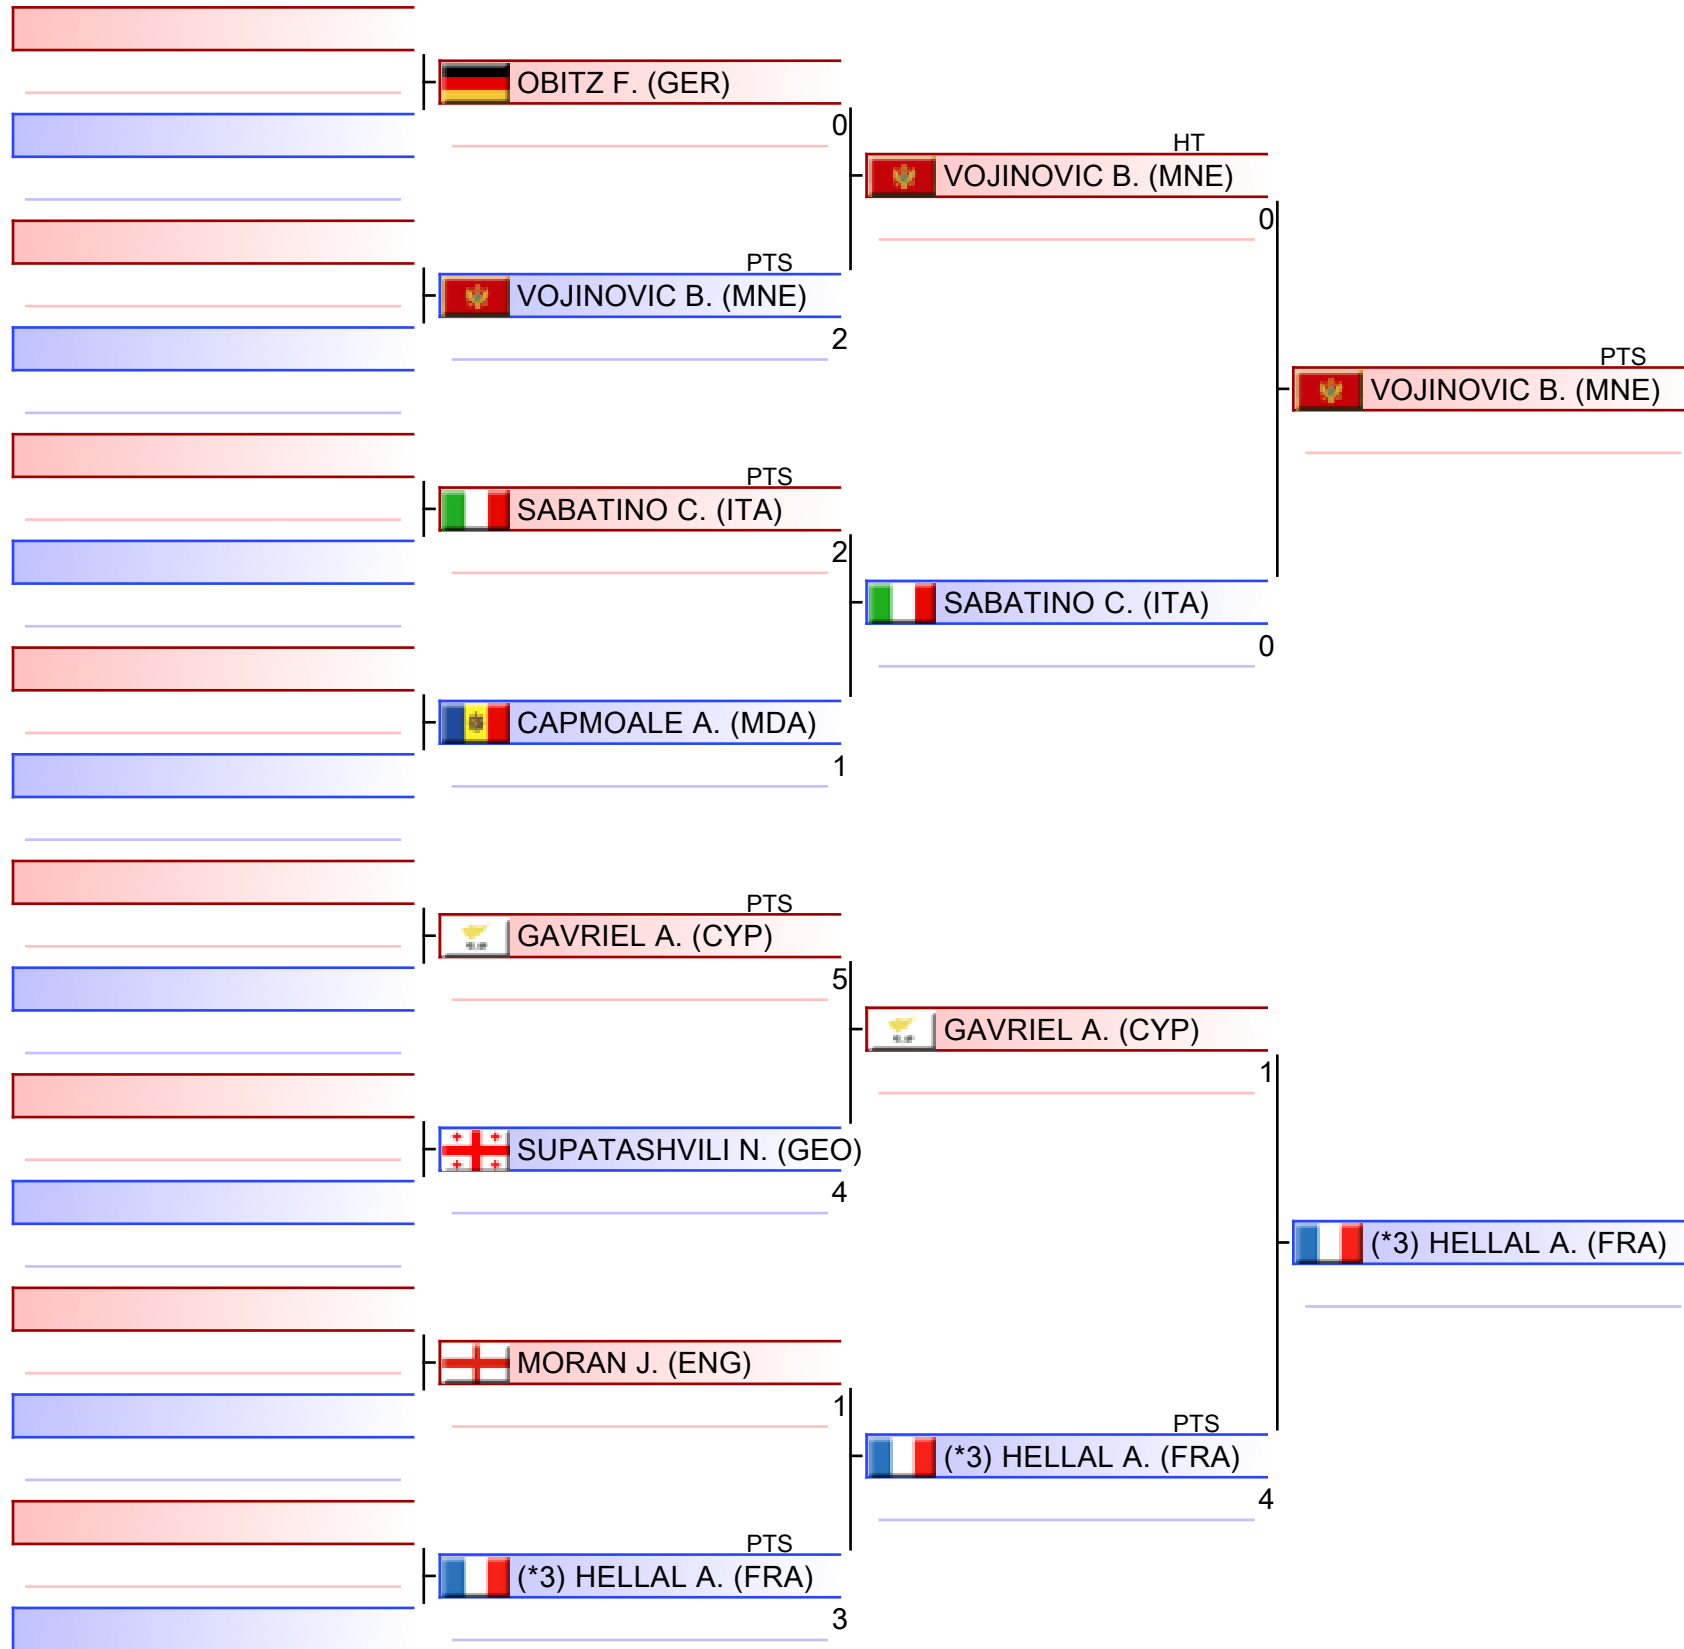 OBITZ F. (GER)
0
HT
VOJINOVIC B. (MNE)
0
PTS
VOJINOVIC B. (MNE)
2
PTS
VOJINOVIC B. (MNE)
PTS
SABATINO C. (ITA)
2
SABATINO C. (ITA)
0
CAPMOALE A. (MDA)
1
PTS
GAVRIEL A. (CYP)
5
GAVRIEL A. (CYP)
1
SUPATASHVILI N. (GEO)
4
(*3) HELLAL A. (FRA)
MORAN J. (ENG)
1
PTS
(*3) HELLAL A. (FRA)
4
PTS
(*3) HELLAL A. (FRA)
3